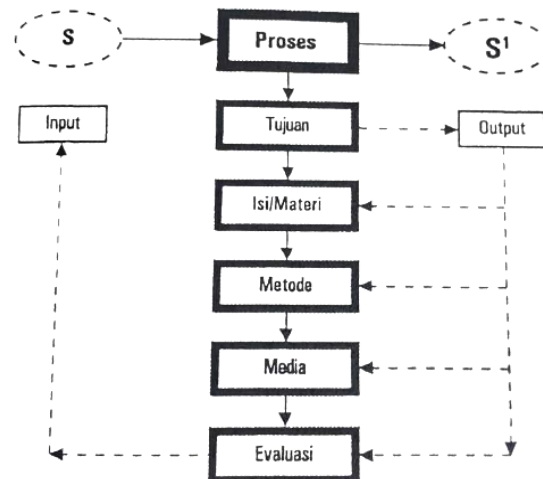 S
Proses
S¹
Input
Tujuan
Output
Isi/Materi
Metode
Media
Evaluasi